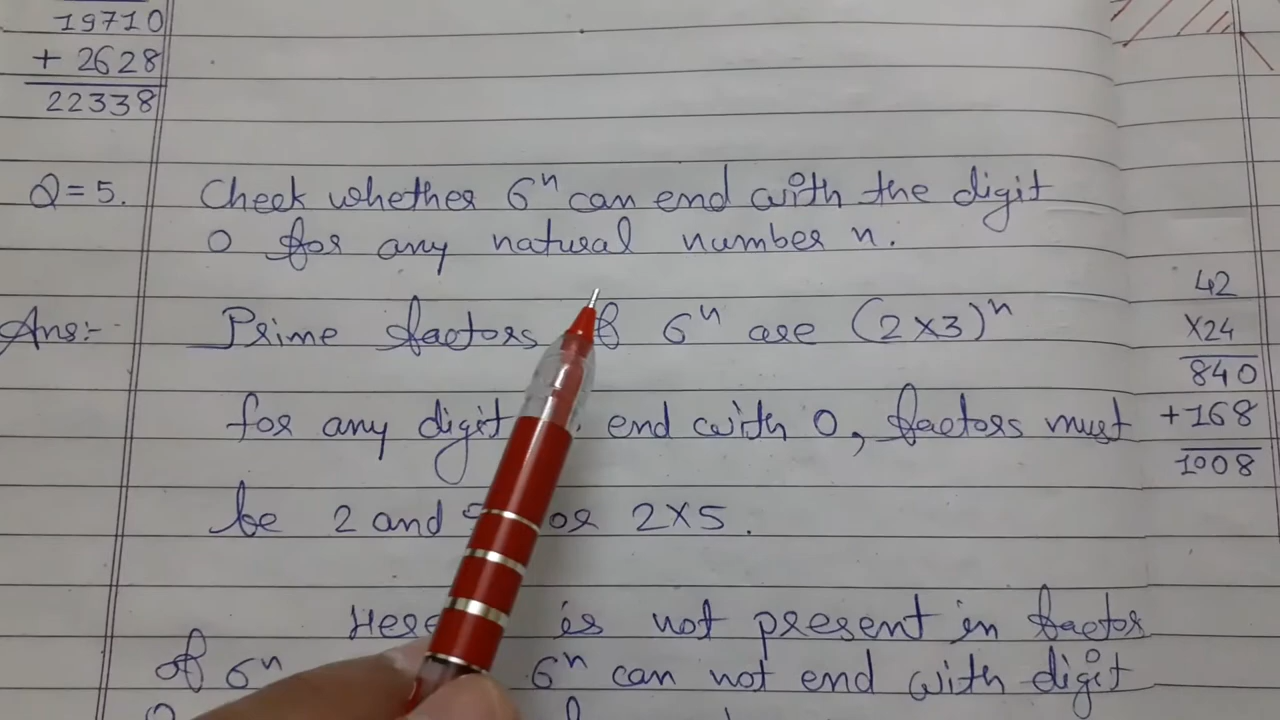 19710
+ 2628
22338
Q=5. Check whether 6ⁿ can end with the digit
0 for any natural number n.
Ans:- Prime factors of 6ⁿ are (2×3)ⁿ
for any digit end with 0, factors must
be 2 and or 2×5.
Here is not present in factor
of 6ⁿ 6ⁿ can not end with digit
42
×24
840
+168
1008